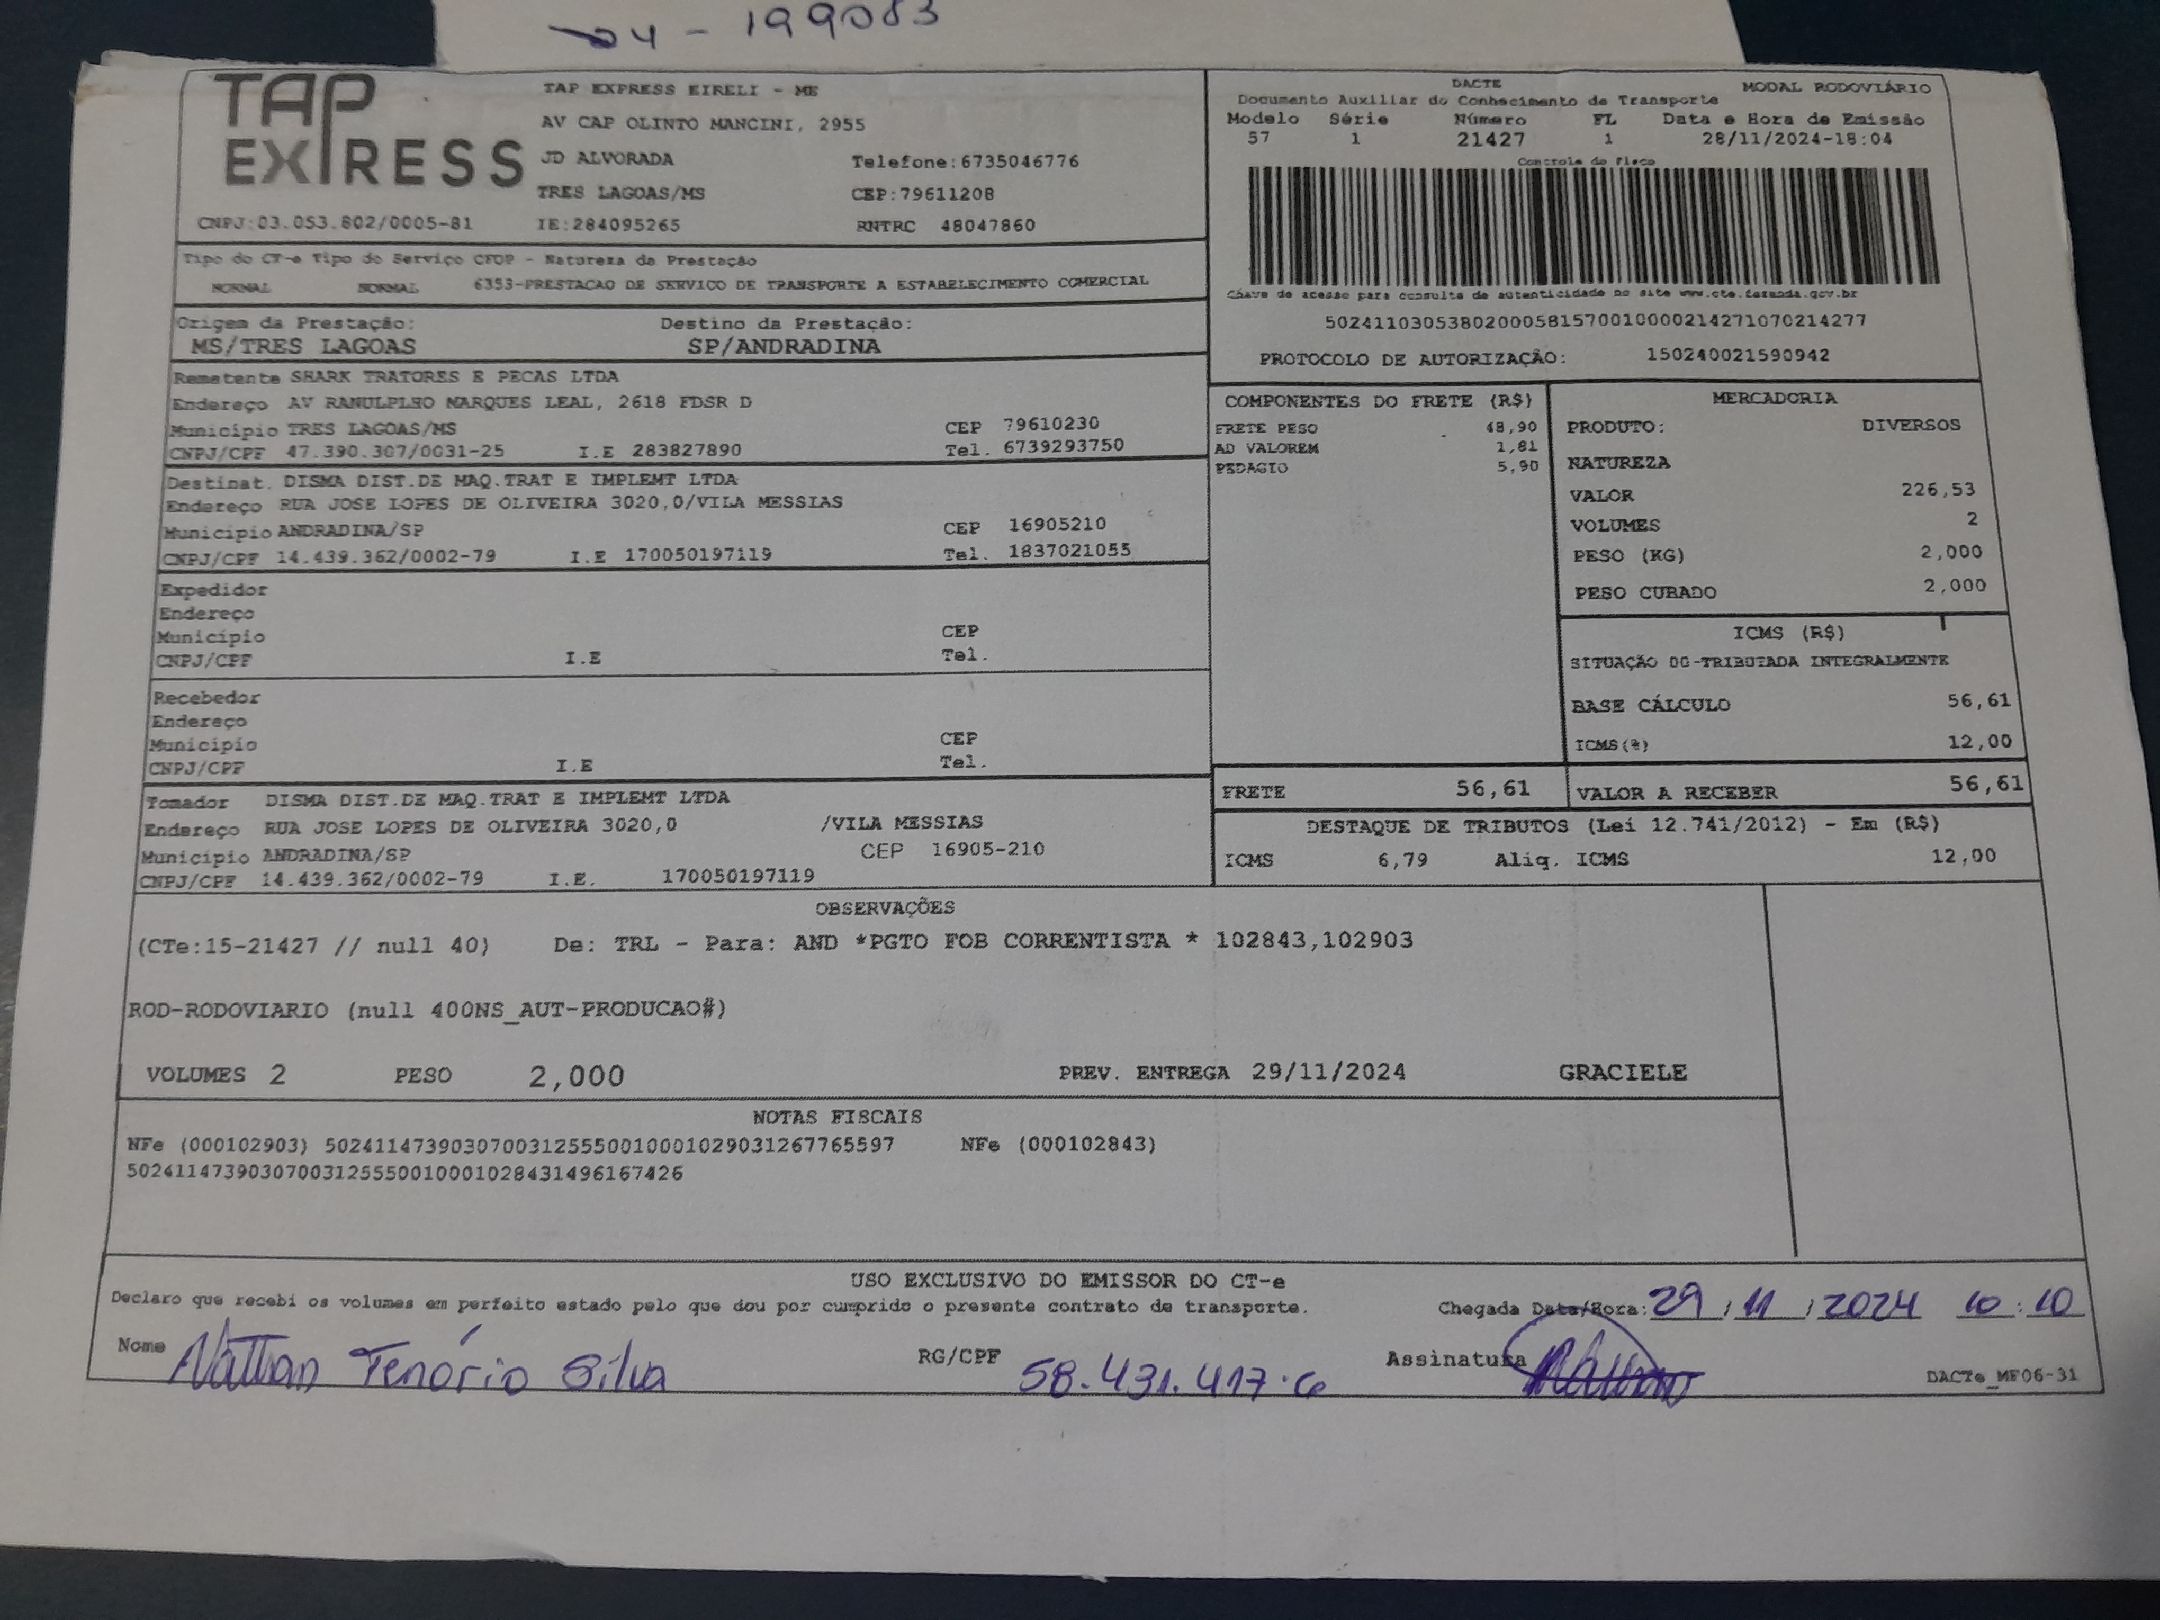 04 - 199083
TAP EXPRESS
TAP EXPRESS EIRELI - ME
AV CAP OLINTO MANCINI, 2955
JD ALVORADA Telefone:6735046776
TRES LAGOAS/MS CEP:79611208
CNPJ:03.053.802/0005-81 IE:284095265 RNTRC 48047860
DACTE MODAL RODOVIÁRIO
Documento Auxiliar do Conhecimento de Transporte
Modelo Série Número FL Data e Hora de Emissão
57 1 21427 1 28/11/2024-18:04
Controle do Fisco
Chave de acesso para consulta de autenticidade no site www.cte.fazenda.gov.br
50241103053802000581570010000214271070214277
PROTOCOLO DE AUTORIZAÇÃO: 150240021590942
Tipo do CT-e Tipo do Serviço CFOP - Natureza da Prestação
NORMAL NORMAL 6353-PRESTACAO DE SERVICO DE TRANSPORTE A ESTABELECIMENTO COMERCIAL
Origem da Prestação: Destino da Prestação:
MS/TRES LAGOAS SP/ANDRADINA
Remetente SHARK TRATORES E PECAS LTDA
Endereço AV RANULPLHO MARQUES LEAL, 2618 FDSR D
Município TRES LAGOAS/MS CEP 79610230
CNPJ/CPF 47.390.307/0031-25 I.E 283827890 Tel. 6739293750
Destinat. DISMA DIST.DE MAQ.TRAT E IMPLEMT LTDA
Endereço RUA JOSE LOPES DE OLIVEIRA 3020,0/VILA MESSIAS
Município ANDRADINA/SP CEP 16905210
CNPJ/CPF 14.439.362/0002-79 I.E 170050197119 Tel. 1837021055
Expedidor
Endereço
Município CEP
CNPJ/CPF I.E Tel.
Recebedor
Endereço
Município CEP
CNPJ/CPF I.E Tel.
Tomador DISMA DIST.DE MAQ.TRAT E IMPLEMT LTDA
Endereço RUA JOSE LOPES DE OLIVEIRA 3020,0 /VILA MESSIAS
Município ANDRADINA/SP CEP 16905-210
CNPJ/CPF 14.439.362/0002-79 I.E. 170050197119
COMPONENTES DO FRETE (R$)
FRETE PESO 48,90
AD VALOREM 1,81
PEDAGIO 5,90
MERCADORIA
PRODUTO: DIVERSOS
NATUREZA
VALOR 226,53
VOLUMES 2
PESO (KG) 2,000
PESO CUBADO 2,000
ICMS (R$)
SITUAÇÃO 00-TRIBUTADA INTEGRALMENTE
BASE CÁLCULO 56,61
ICMS(%) 12,00
FRETE 56,61 VALOR A RECEBER 56,61
DESTAQUE DE TRIBUTOS (Lei 12.741/2012) - Em (R$)
ICMS 6,79 Aliq. ICMS 12,00
OBSERVAÇÕES
(CTe:15-21427 // null 40) De: TRL - Para: AND *PGTO FOB CORRENTISTA * 102843,102903
ROD-RODOVIARIO (null 400NS_AUT-PRODUCAO#)
VOLUMES 2 PESO 2,000 PREV. ENTREGA 29/11/2024 GRACIELE
NOTAS FISCAIS
NFe (000102903) 50241147390307003125550010001029031267765597 NFe (000102843)
50241147390307003125550010001028431496167426
USO EXCLUSIVO DO EMISSOR DO CT-e
Declaro que recebi os volumes em perfeito estado pelo que dou por cumprido o presente contrato de transporte. Chegada Data/Hora: 29/11/2024 10:10
Nome Nathan Tenório Silva RG/CPF 58.431.417.6 Assinatura
DACTe_MF06-31